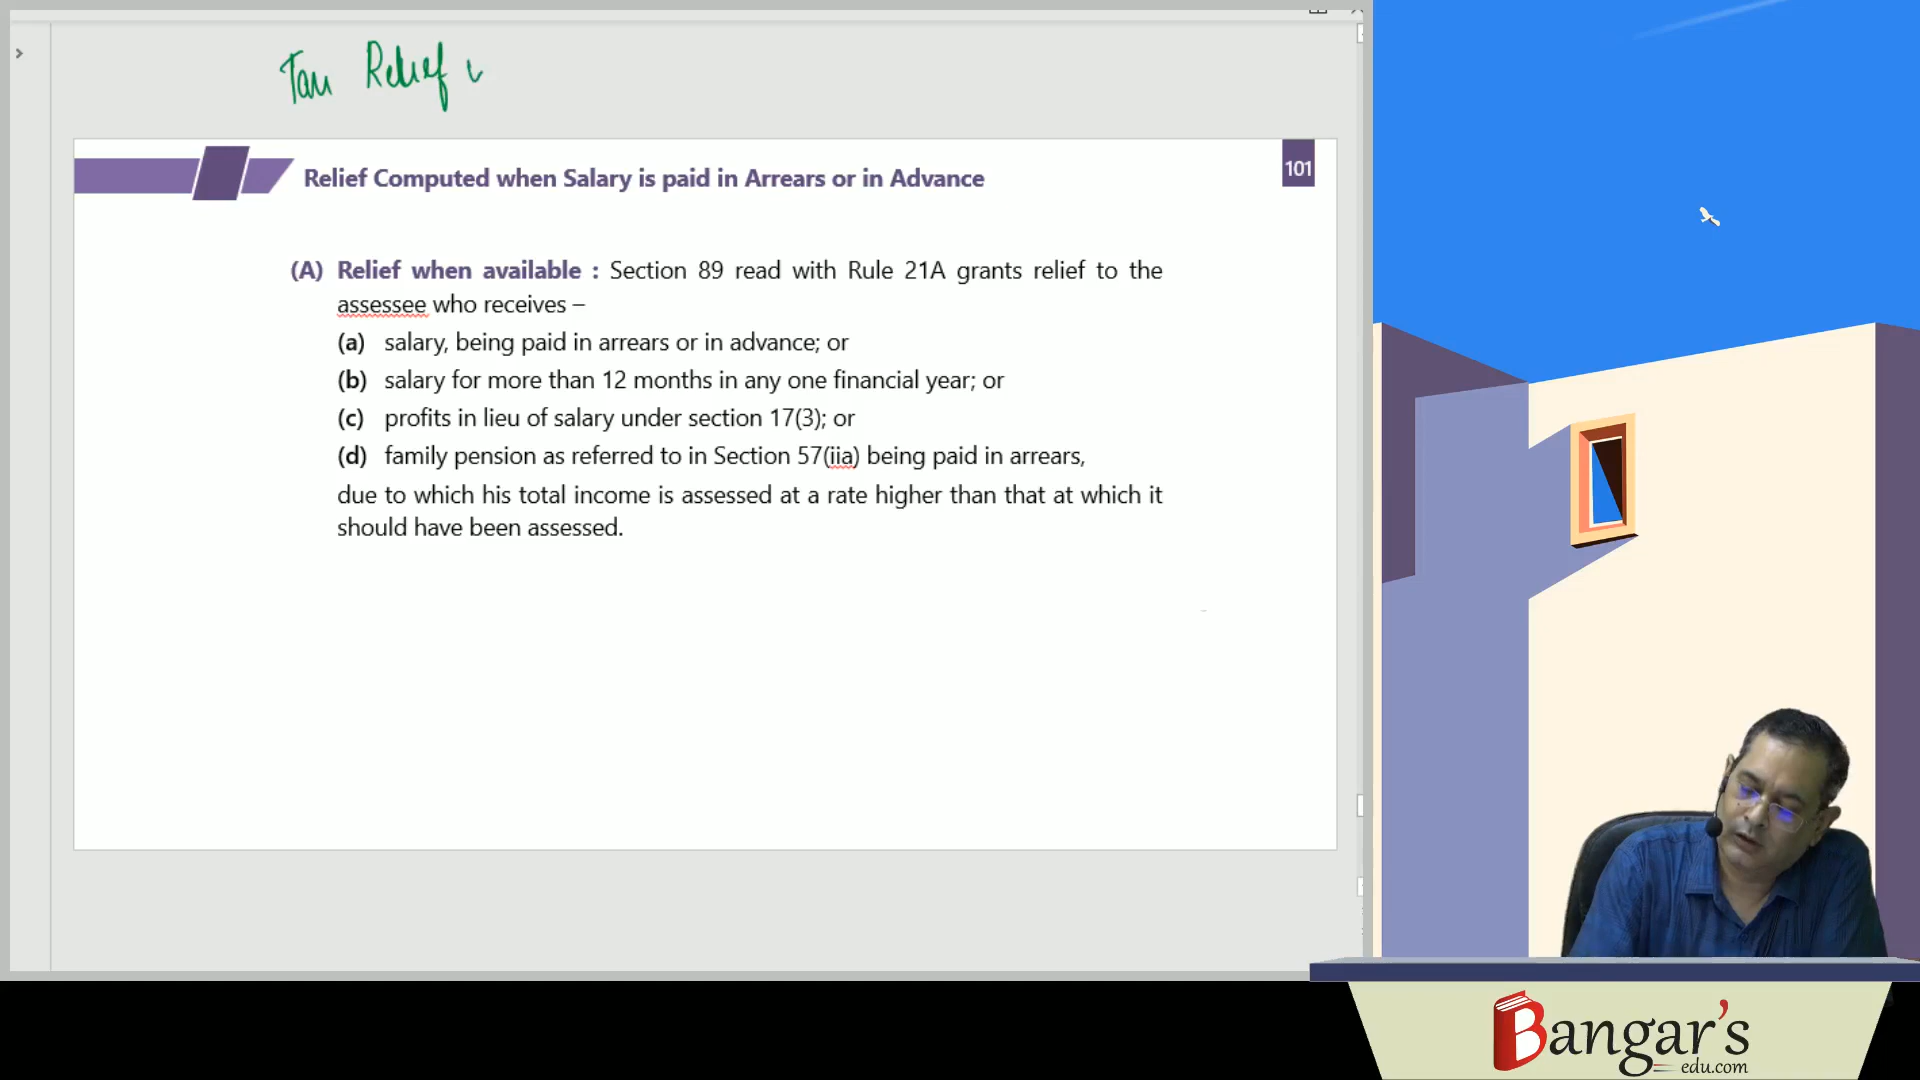 Tax Relief u
Relief Computed when Salary is paid in Arrears or in Advance
101
(A) Relief when available : Section 89 read with Rule 21A grants relief to the
assessee who receives –
(a) salary, being paid in arrears or in advance; or
(b) salary for more than 12 months in any one financial year; or
(c) profits in lieu of salary under section 17(3); or
(d) family pension as referred to in Section 57(iia) being paid in arrears,
due to which his total income is assessed at a rate higher than that at which it
should have been assessed.
Bangar's
edu.com